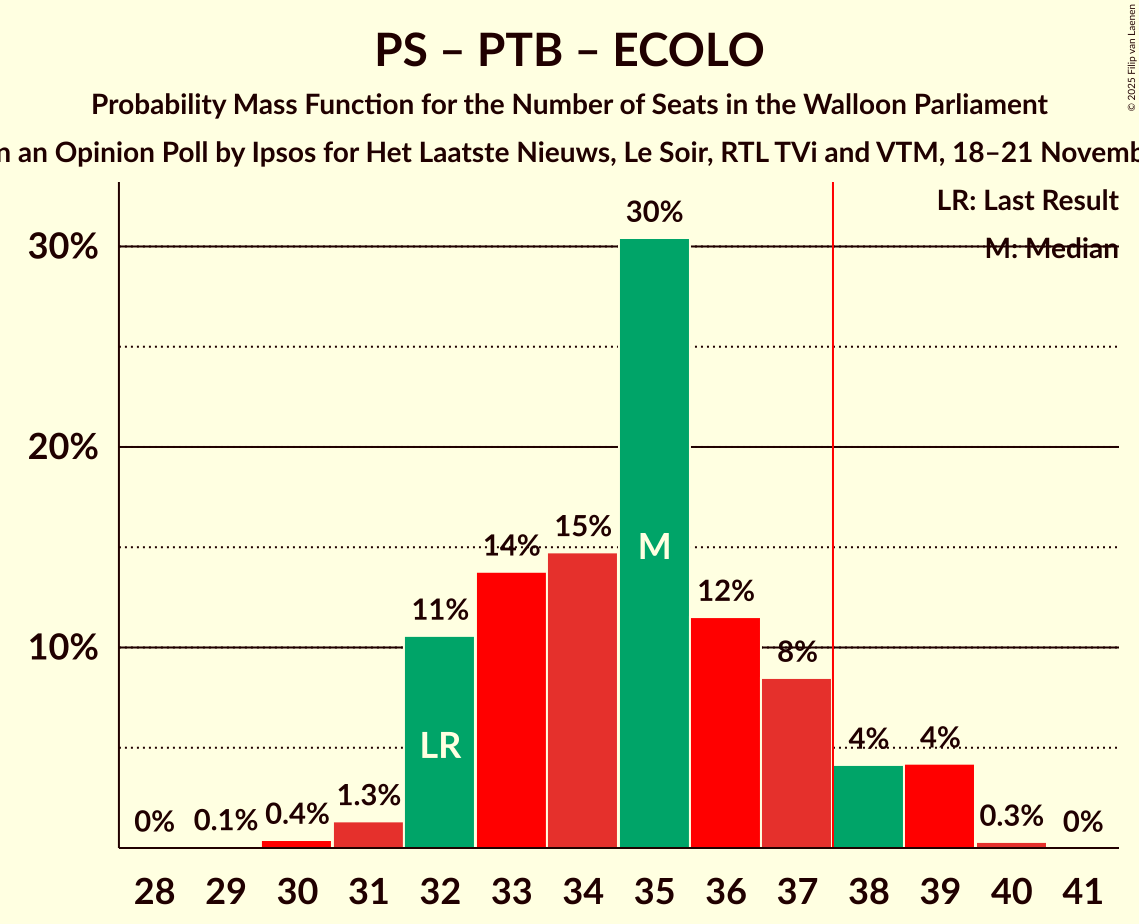 PS – PTB – ECOLO
Probability Mass Function for the Number of Seats in the Walloon Parliament
an Opinion Poll by Ipsos for Het Laatste Nieuws, Le Soir, RTL TVi and VTM, 18–21
© 2025 Filip van Laenen
LR: Last Result
M: Median
30%
20%
10%
0%
0.1%
0.4%
1.3%
11%
14%
15%
30%
12%
8%
4%
4%
0.3%
0%
LR
M
28 29 30 31 32 33 34 35 36 37 38 39 40 41